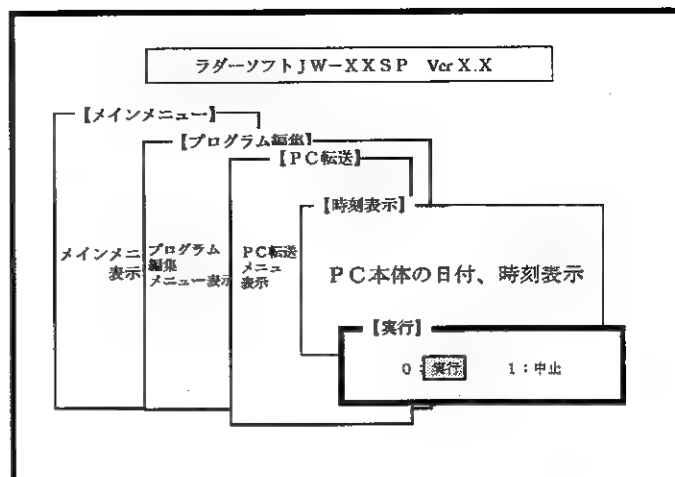 ラダーソフトJW-XXSP Ver X.X
【メインメニュー】
【プログラム編集】
【PC転送】
【時刻表示】
メインメニ
表示
プログラム
編集
メニュー表示
PC転送
メニュ
表示
PC本体の日付、時刻表示
【実行】
0:実行 1:中止